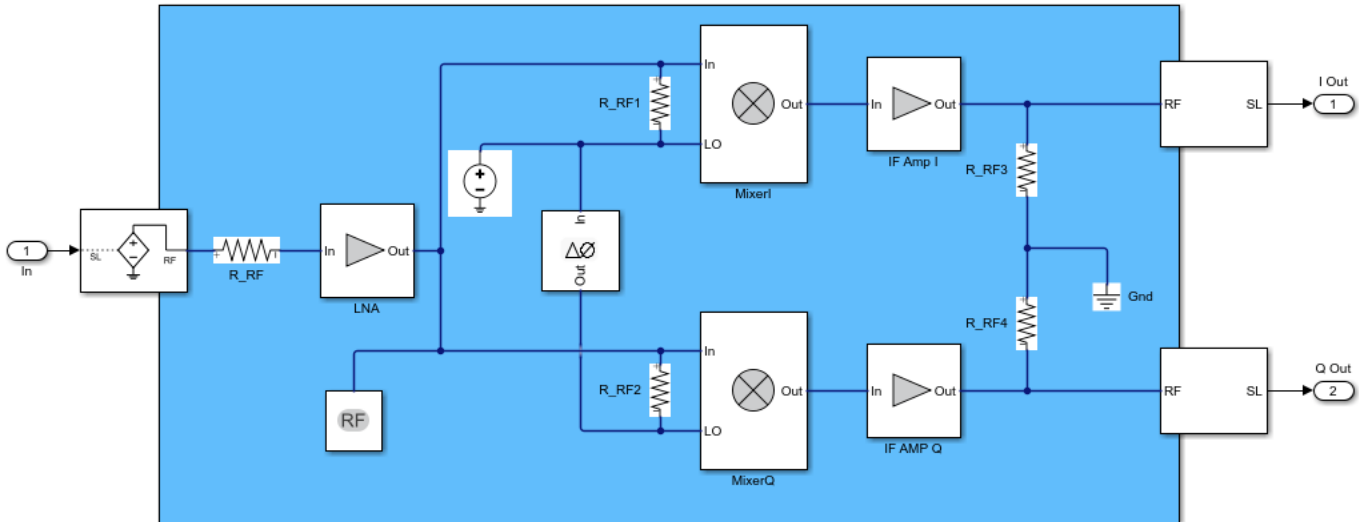 In
Out
MixerI
LO
R_RF1
In
Out
IF Amp I
RF
SL
I Out
1
R_RF3
1
In
SL
RF
R_RF
In
Out
LNA
In
ΔØ
Out
Gnd
R_RF4
RF
In
Out
LO
R_RF2
MixerQ
In
Out
IF AMP Q
RF
SL
Q Out
2